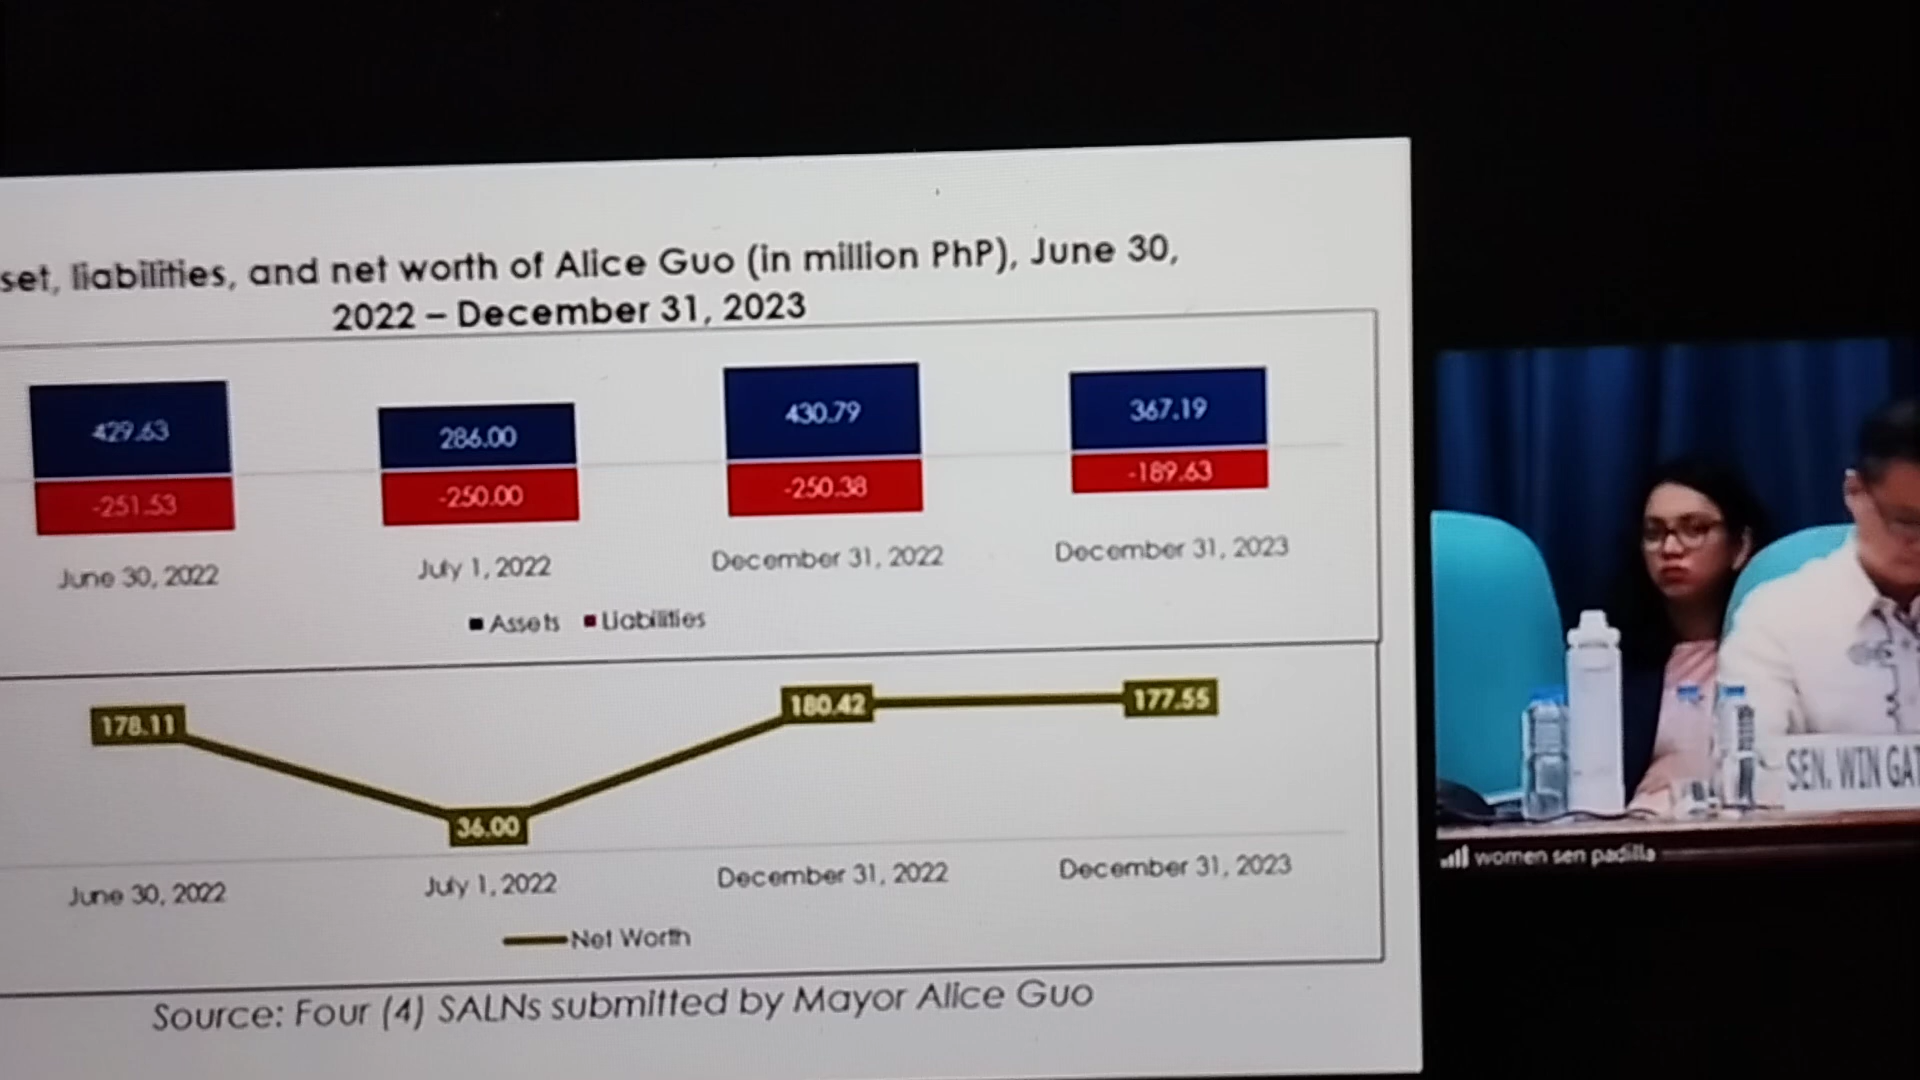 set, liabilities, and net worth of Alice Guo (in million PhP), June 30,
2022 – December 31, 2023
429.63 286.00 430.79 367.19
-251.53 -250.00 -250.38 -189.63
June 30, 2022 July 1, 2022 December 31, 2022 December 31, 2023
Assets Liabilities
178.11 36.00 180.42 177.55
June 30, 2022 July 1, 2022 December 31, 2022 December 31, 2023
Net Worth
Source: Four (4) SALNs submitted by Mayor Alice Guo
SEN. WIN GAT
women sen padilla